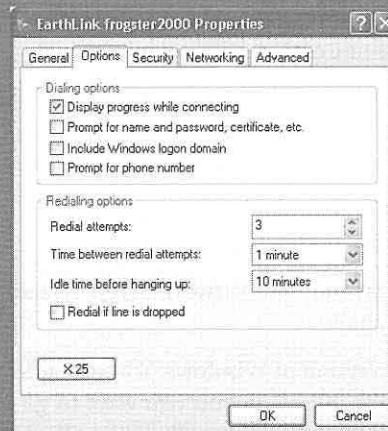 EarthLink frogster2000 Properties
General Options Security Networking Advanced
Dialing options
Display progress while connecting
Prompt for name and password, certificate, etc.
Include Windows logon domain
Prompt for phone number
Redialing options
Redial attempts: 3
Time between redial attempts: 1 minute
Idle time before hanging up: 10 minutes
Redial if line is dropped
X.25
OK Cancel